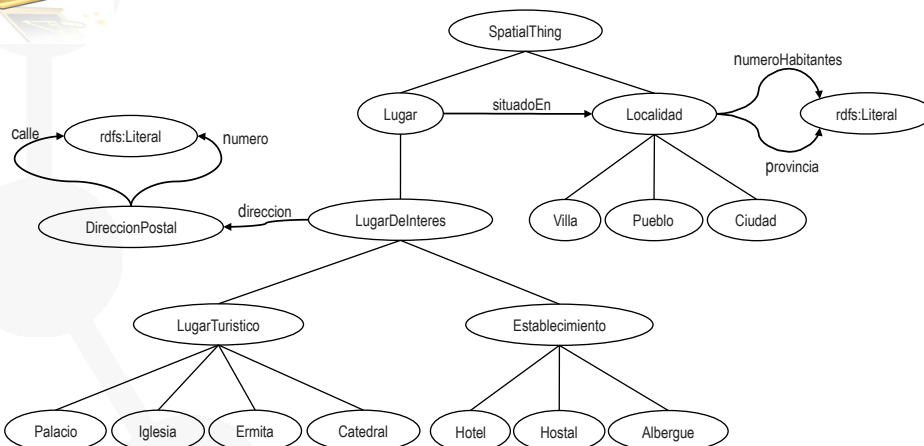 SpatialThing
numeroHabitantes
situadoEn
Lugar
Localidad
rdfs:Literal
calle
rdfs:Literal
numero
provincia
direccion
DireccionPostal
LugarDeInteres
Villa
Pueblo
Ciudad
LugarTuristico
Establecimiento
Palacio
Iglesia
Ermita
Catedral
Hotel
Hostal
Albergue